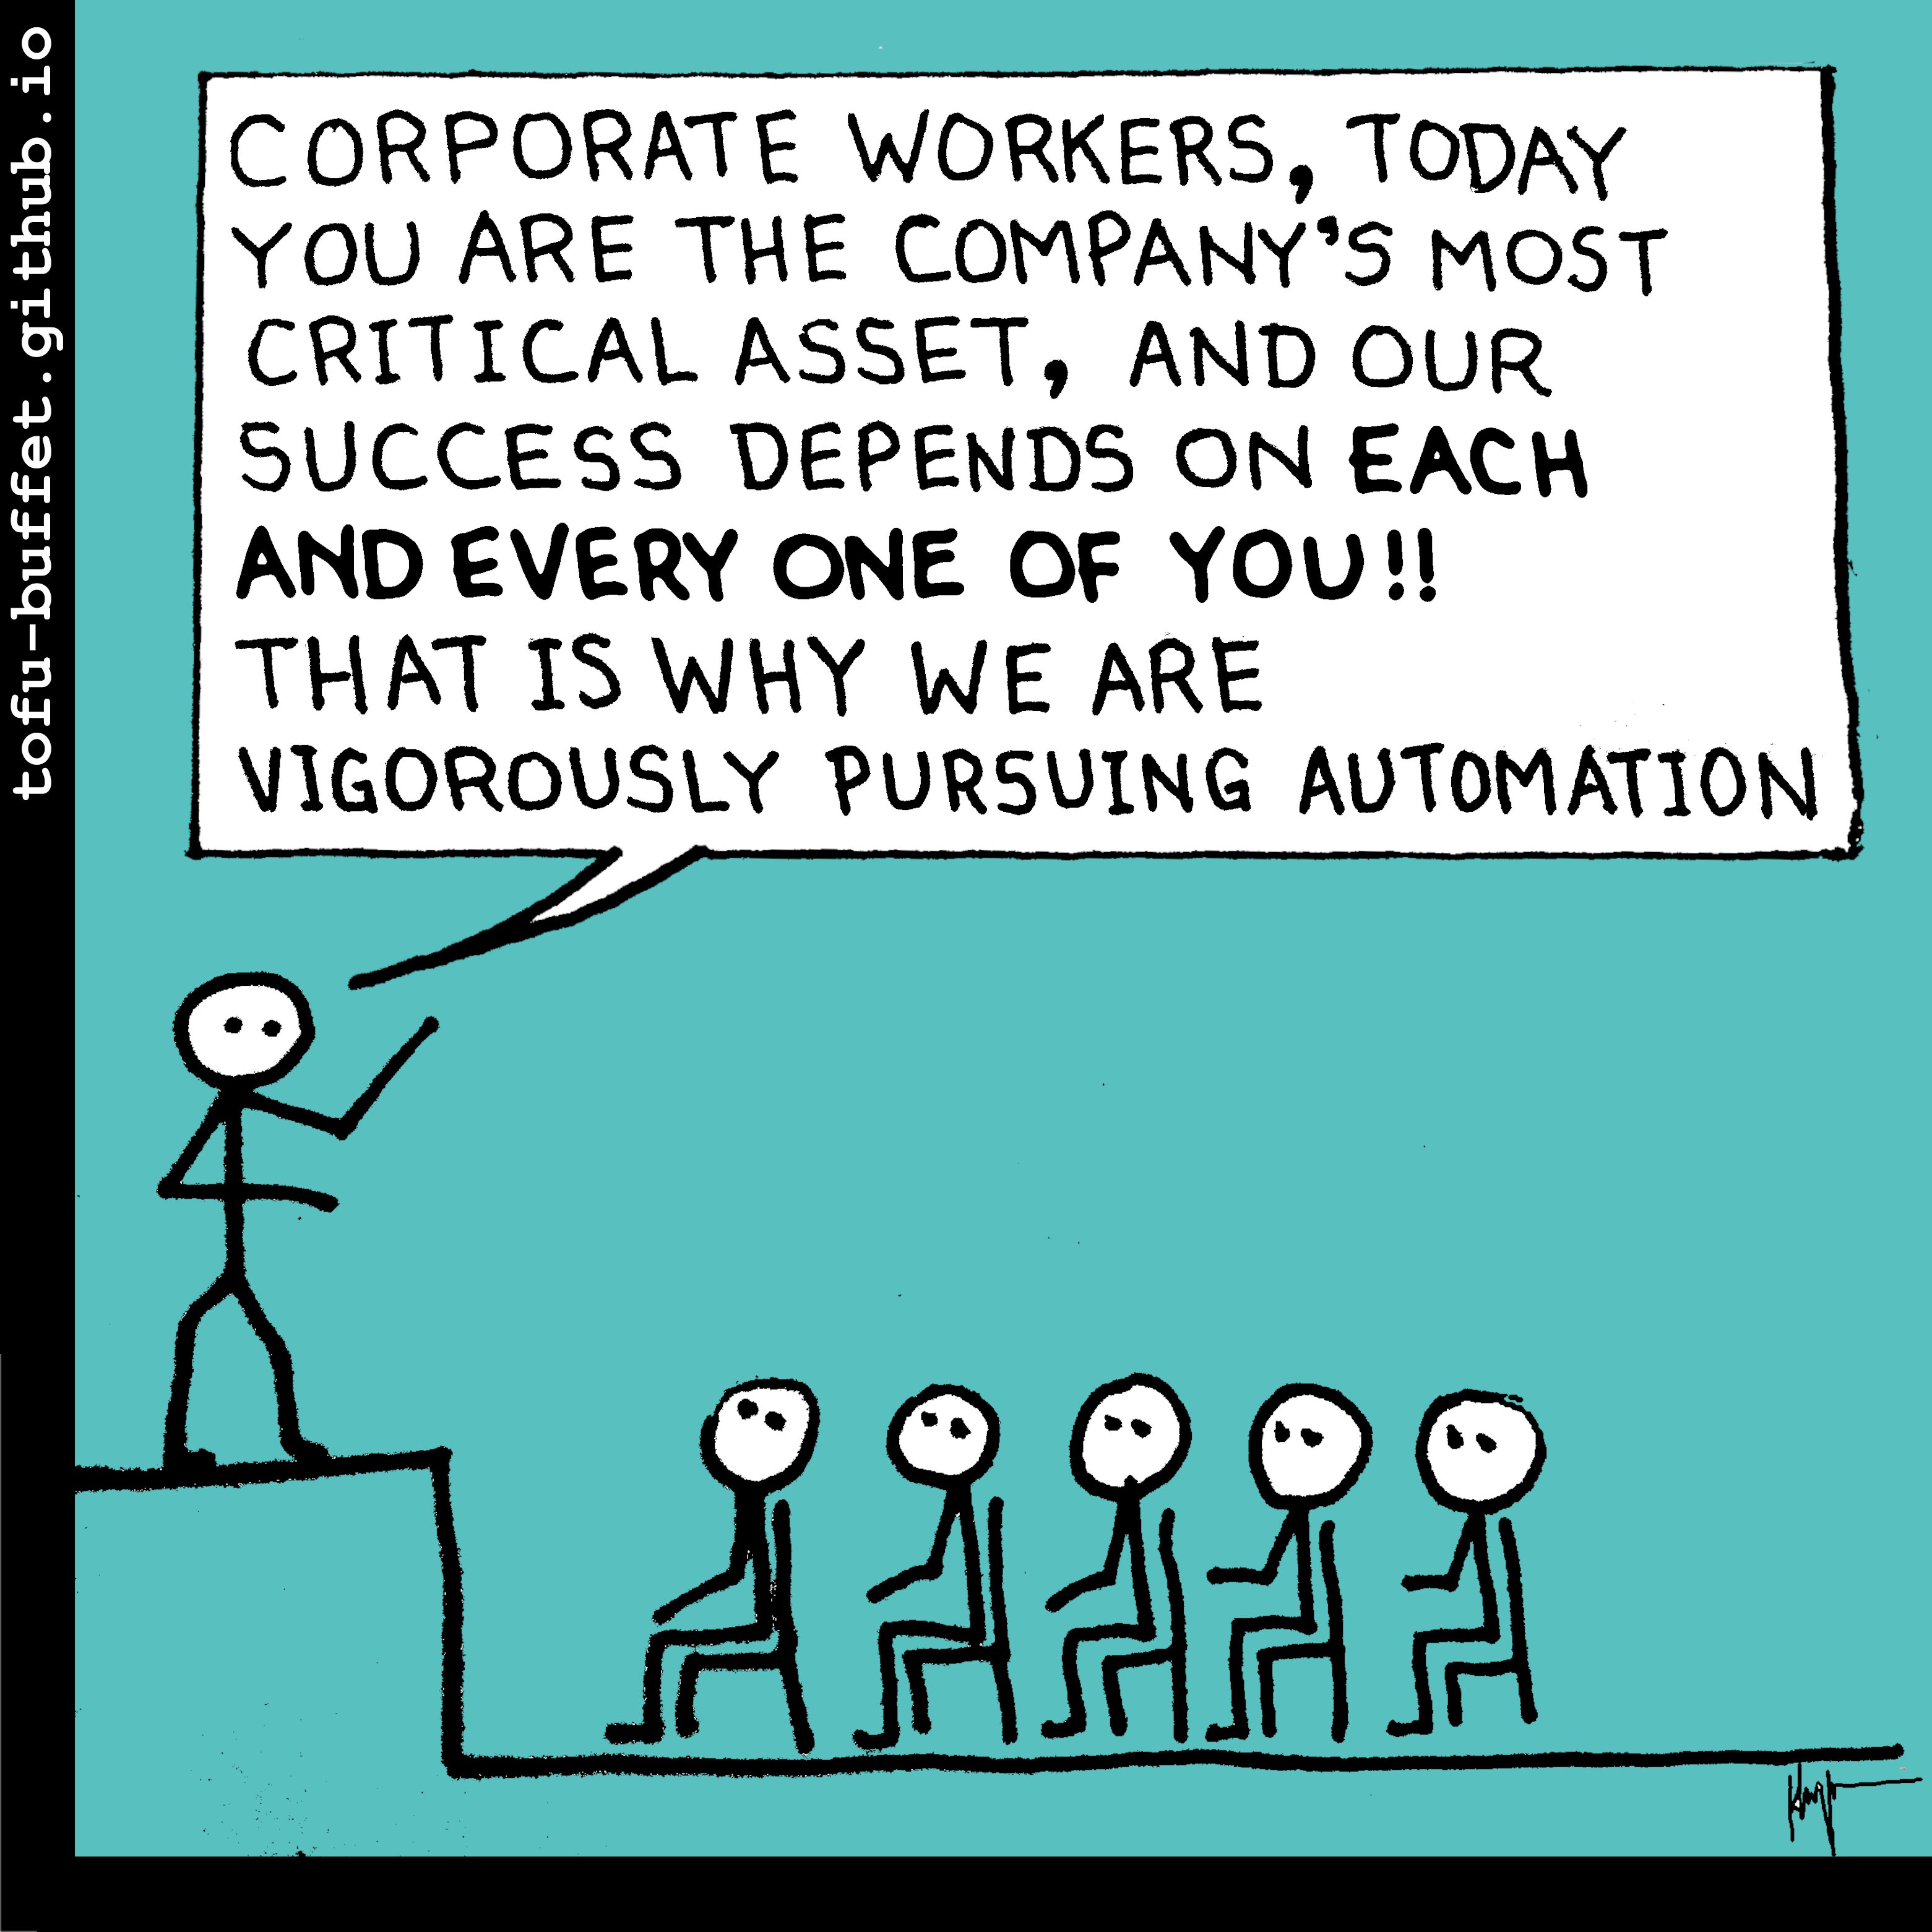 tofu-buffet.github.io
CORPORATE WORKERS, TODAY
YOU ARE THE COMPANY'S MOST
CRITICAL ASSET, AND OUR
SUCCESS DEPENDS ON EACH
AND EVERY ONE OF YOU!!
THAT IS WHY WE ARE
VIGOROUSLY PURSUING AUTOMATION